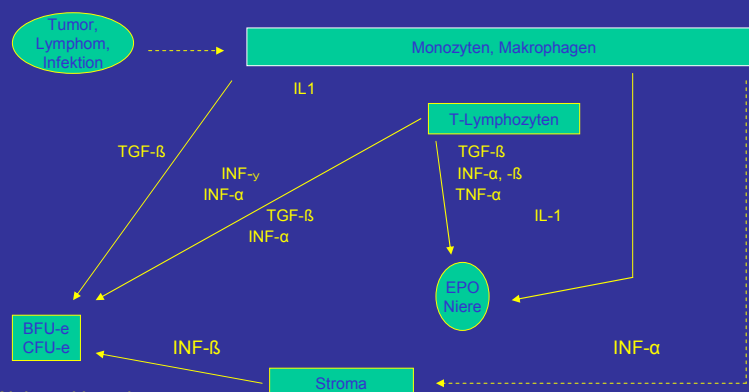 Tumor,
Lymphom,
Infektion
Monozyten, Makrophagen
IL1
T-Lymphozyten
TGF-ß
TGF-ß
INF-α, -ß
TNF-α
INF-γ
INF-α
TGF-ß
INF-α
IL-1
EPO
Niere
BFU-e
CFU-e
INF-ß
INF-α
Stroma